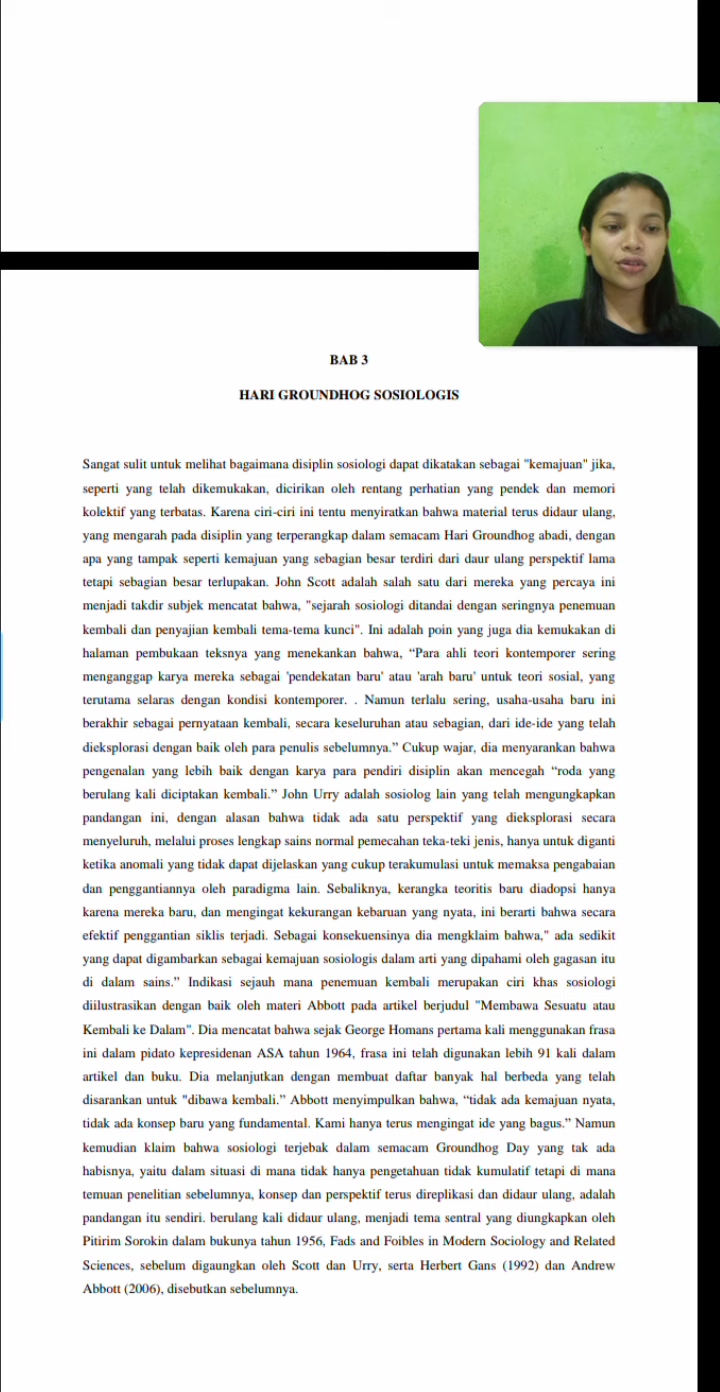 BAB 3
HARI GROUNDHOG SOSIOLOGIS
Sangat sulit untuk melihat bagaimana disiplin sosiologi dapat dikatakan sebagai "kemajuan" jika,
seperti yang telah dikemukakan, dicirikan oleh rentang perhatian yang pendek dan memori
kolektif yang terbatas. Karena ciri-ciri ini tentu menyiratkan bahwa material terus didaur ulang,
yang mengarah pada disiplin yang terperangkap dalam semacam Hari Groundhog abadi, dengan
apa yang tampak seperti kemajuan yang sebagian besar terdiri dari daur ulang perspektif lama
tetapi sebagian besar terlupakan. John Scott adalah salah satu dari mereka yang percaya ini
menjadi takdir subjek mencatat bahwa, "sejarah sosiologi ditandai dengan seringnya penemuan
kembali dan penyajian kembali tema-tema kunci". Ini adalah poin yang juga dia kemukakan di
halaman pembukaan teksnya yang menekankan bahwa, “Para ahli teori kontemporer sering
menganggap karya mereka sebagai 'pendekatan baru' atau 'arah baru' untuk teori sosial, yang
terutama selaras dengan kondisi kontemporer. . Namun terlalu sering, usaha-usaha baru ini
berakhir sebagai pernyataan kembali, secara keseluruhan atau sebagian, dari ide-ide yang telah
dieksplorasi dengan baik oleh para penulis sebelumnya.” Cukup wajar, dia menyarankan bahwa
pengenalan yang lebih baik dengan karya para pendiri disiplin akan mencegah “roda yang
berulang kali diciptakan kembali.” John Urry adalah sosiolog lain yang telah mengungkapkan
pandangan ini, dengan alasan bahwa tidak ada satu perspektif yang dieksplorasi secara
menyeluruh, melalui proses lengkap sains normal pemecahan teka-teki jenis, hanya untuk diganti
ketika anomali yang tidak dapat dijelaskan yang cukup terakumulasi untuk memaksa pengabaian
dan penggantiannya oleh paradigma lain. Sebaliknya, kerangka teoritis baru diadopsi hanya
karena mereka baru, dan mengingat kekurangan kebaruan yang nyata, ini berarti bahwa secara
efektif penggantian siklis terjadi. Sebagai konsekuensinya dia mengklaim bahwa," ada sedikit
yang dapat digambarkan sebagai kemajuan sosiologis dalam arti yang dipahami oleh gagasan itu
di dalam sains.” Indikasi sejauh mana penemuan kembali merupakan ciri khas sosiologi
diilustrasikan dengan baik oleh materi Abbott pada artikel berjudul "Membawa Sesuatu atau
Kembali ke Dalam". Dia mencatat bahwa sejak George Homans pertama kali menggunakan frasa
ini dalam pidato kepresidenan ASA tahun 1964, frasa ini telah digunakan lebih 91 kali dalam
artikel dan buku. Dia melanjutkan dengan membuat daftar banyak hal berbeda yang telah
disarankan untuk "dibawa kembali.” Abbott menyimpulkan bahwa, “tidak ada kemajuan nyata,
tidak ada konsep baru yang fundamental. Kami hanya terus mengingat ide yang bagus.” Namun
kemudian klaim bahwa sosiologi terjebak dalam semacam Groundhog Day yang tak ada
habisnya, yaitu dalam situasi di mana tidak hanya pengetahuan tidak kumulatif tetapi di mana
temuan penelitian sebelumnya, konsep dan perspektif terus direplikasi dan didaur ulang, adalah
pandangan itu sendiri. berulang kali didaur ulang, menjadi tema sentral yang diungkapkan oleh
Pitirim Sorokin dalam bukunya tahun 1956, Fads and Foibles in Modern Sociology and Related
Sciences, sebelum digaungkan oleh Scott dan Urry, serta Herbert Gans (1992) dan Andrew
Abbott (2006), disebutkan sebelumnya.